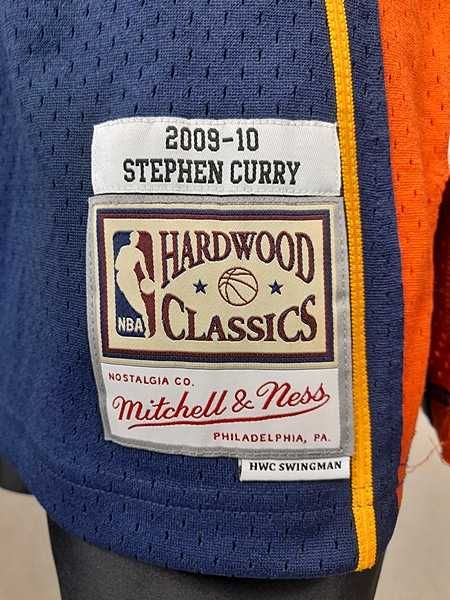 2009-10
STEPHEN CURRY
NBA
HARDWOOD
CLASSICS
NOSTALGIA CO.
Mitchell & Ness
PHILADELPHIA, PA.
HWC SWINGMAN